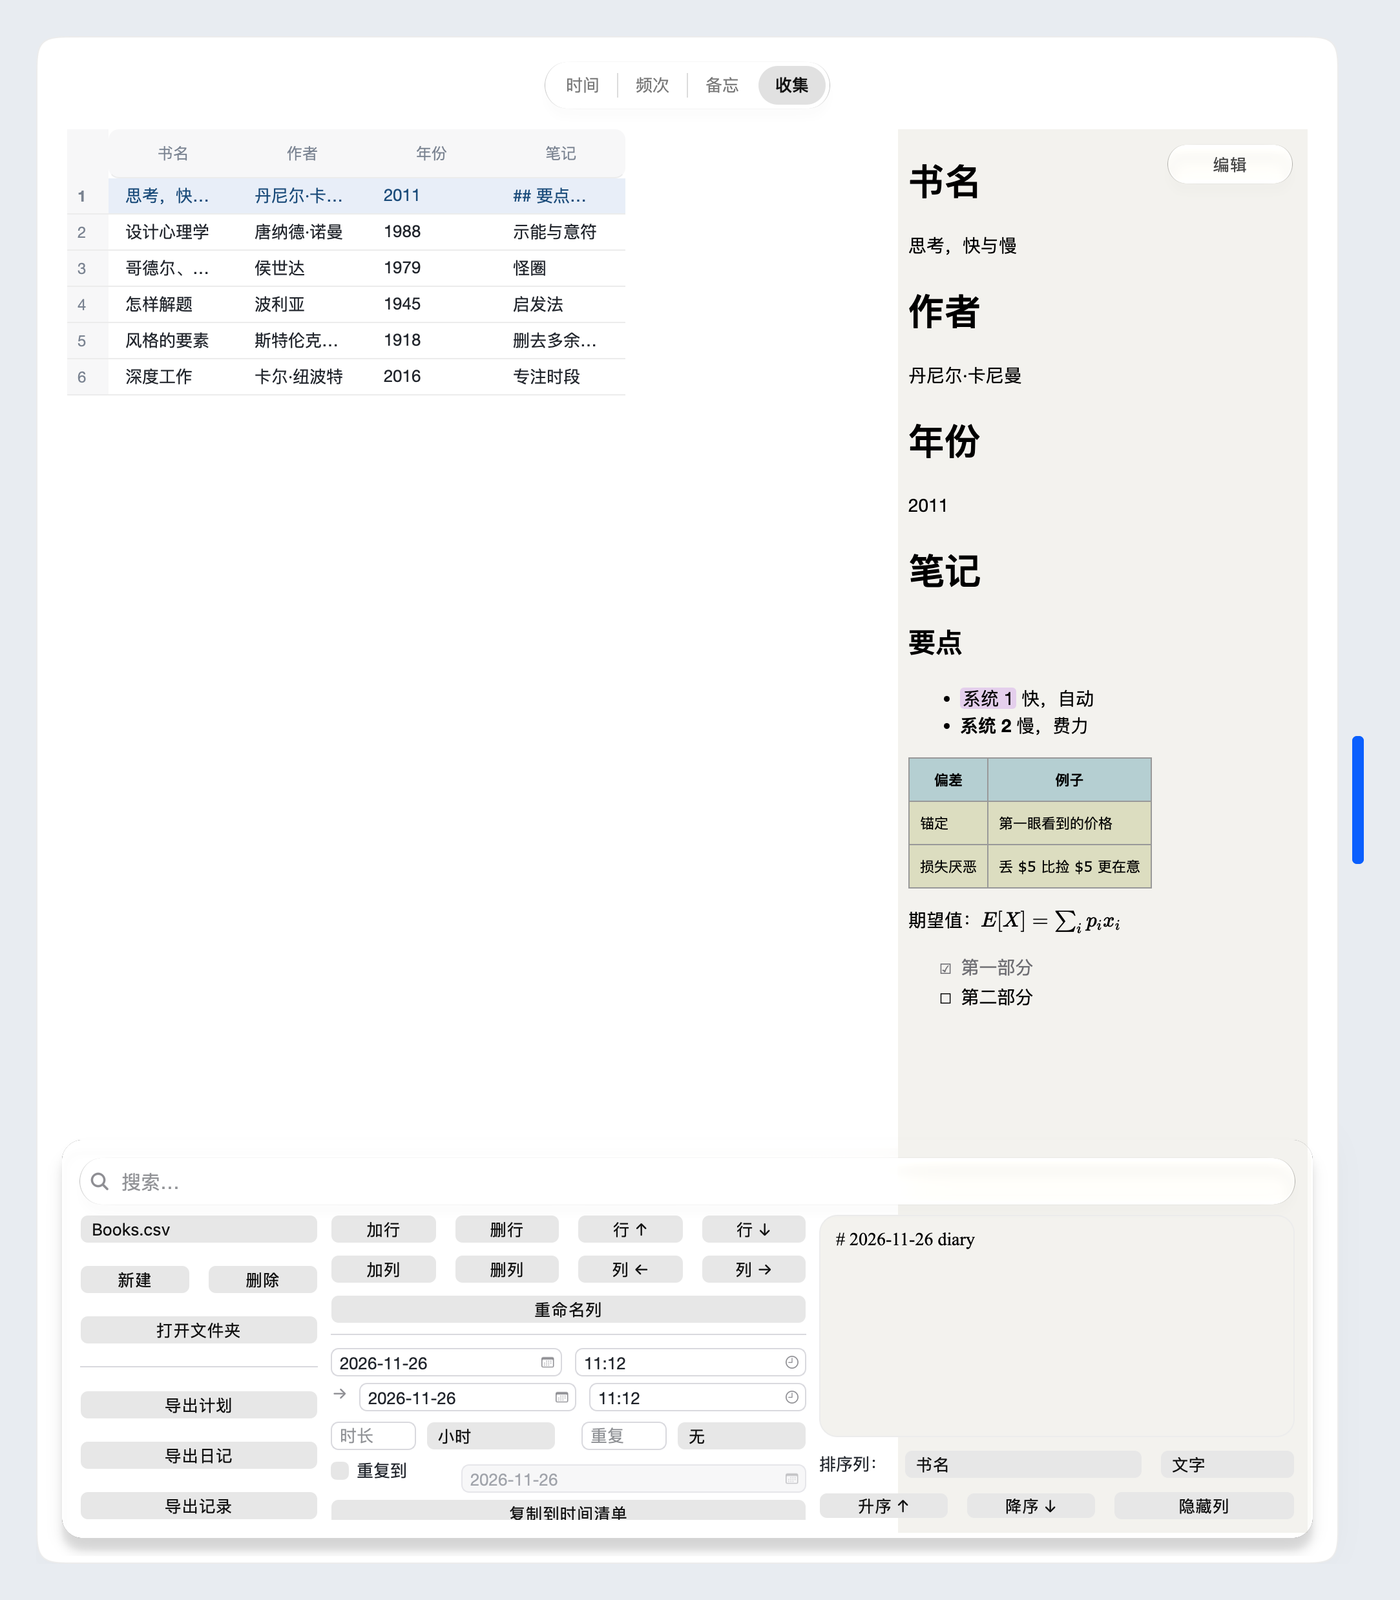 时间 频次 备忘 收集
书名 作者 年份 笔记
1 思考，快… 丹尼尔·卡… 2011 ## 要点…
2 设计心理学 唐纳德·诺曼 1988 示能与意符
3 哥德尔、… 侯世达 1979 怪圈
4 怎样解题 波利亚 1945 启发法
5 风格的要素 斯特伦克… 1918 删去多余…
6 深度工作 卡尔·纽波特 2016 专注时段
编辑
书名
思考，快与慢
作者
丹尼尔·卡尼曼
年份
2011
笔记
要点
• 系统 1 快，自动
• 系统 2 慢，费力
偏差 例子
锚定 第一眼看到的价格
损失厌恶 丢 $5 比捡 $5 更在意
期望值：E[X] = ∑ᵢ pᵢxᵢ
☑ 第一部分
☐ 第二部分
搜索…
Books.csv
新建 删除
打开文件夹
导出计划
导出日记
导出记录
加行 删行 行 ↑ 行 ↓
加列 删列 列 ← 列 →
重命名列
2026-11-26 11:12
→ 2026-11-26 11:12
时长 小时 重复 无
重复到 2026-11-26
复制到时间清单
# 2026-11-26 diary
排序列： 书名 文字
升序 ↑ 降序 ↓ 隐藏列